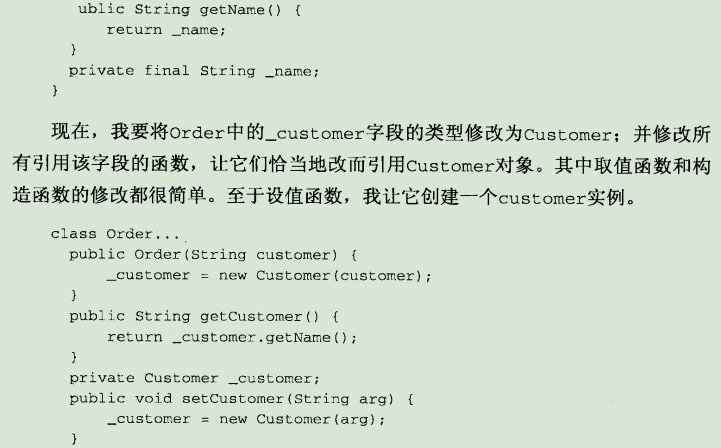 ublic String getName() {
return _name;
}
private final String _name;
}
现在，我要将Order中的_customer字段的类型修改为Customer；并修改所
有引用该字段的函数，让它们恰当地改而引用Customer对象。其中取值函数和构
造函数的修改都很简单。至于设值函数，我让它创建一个customer实例。
class Order...
public Order(String customer) {
_customer = new Customer(customer);
}
public String getCustomer() {
return _customer.getName();
}
private Customer _customer;
public void setCustomer(String arg) {
_customer = new Customer(arg);
}